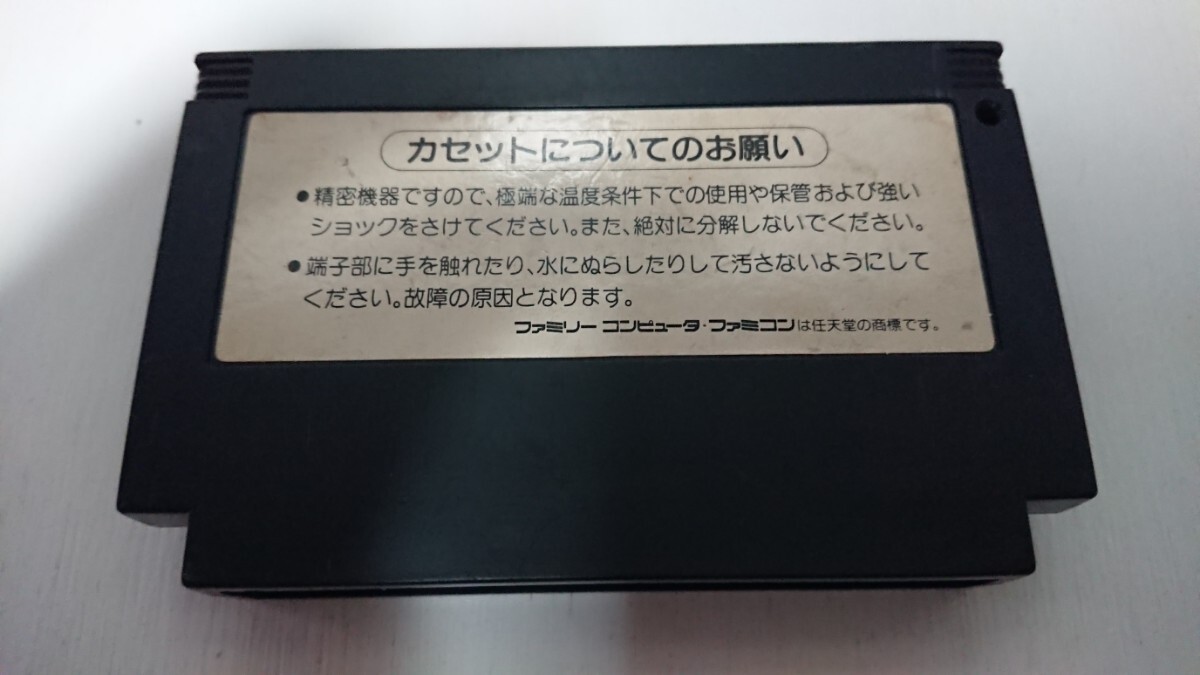 カセットについてのお願い
●精密機器ですので、極端な温度条件下での使用や保管および強い
ショックをさけてください。また、絶対に分解しないでください。
●端子部に手を触れたり、水にぬらしたりして汚さないようにして
ください。故障の原因となります。
ファミリー コンピュータ・ファミコンは任天堂の商標です。